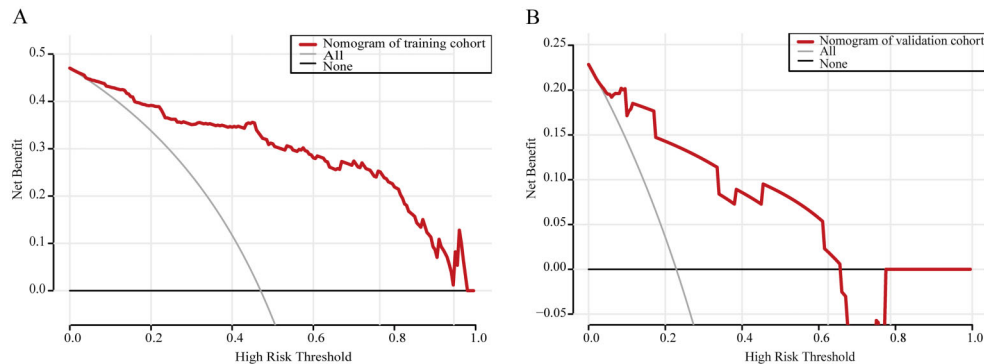 A
Nomogram of training cohort
All
None
0.5
0.4
0.3
0.2
0.1
0.0
Net Benefit
0.0 0.2 0.4 0.6 0.8 1.0
High Risk Threshold
B
Nomogram of validation cohort
All
None
0.25
0.20
0.15
0.10
0.05
0.00
−0.05
Net Benefit
0.0 0.2 0.4 0.6 0.8 1.0
High Risk Threshold